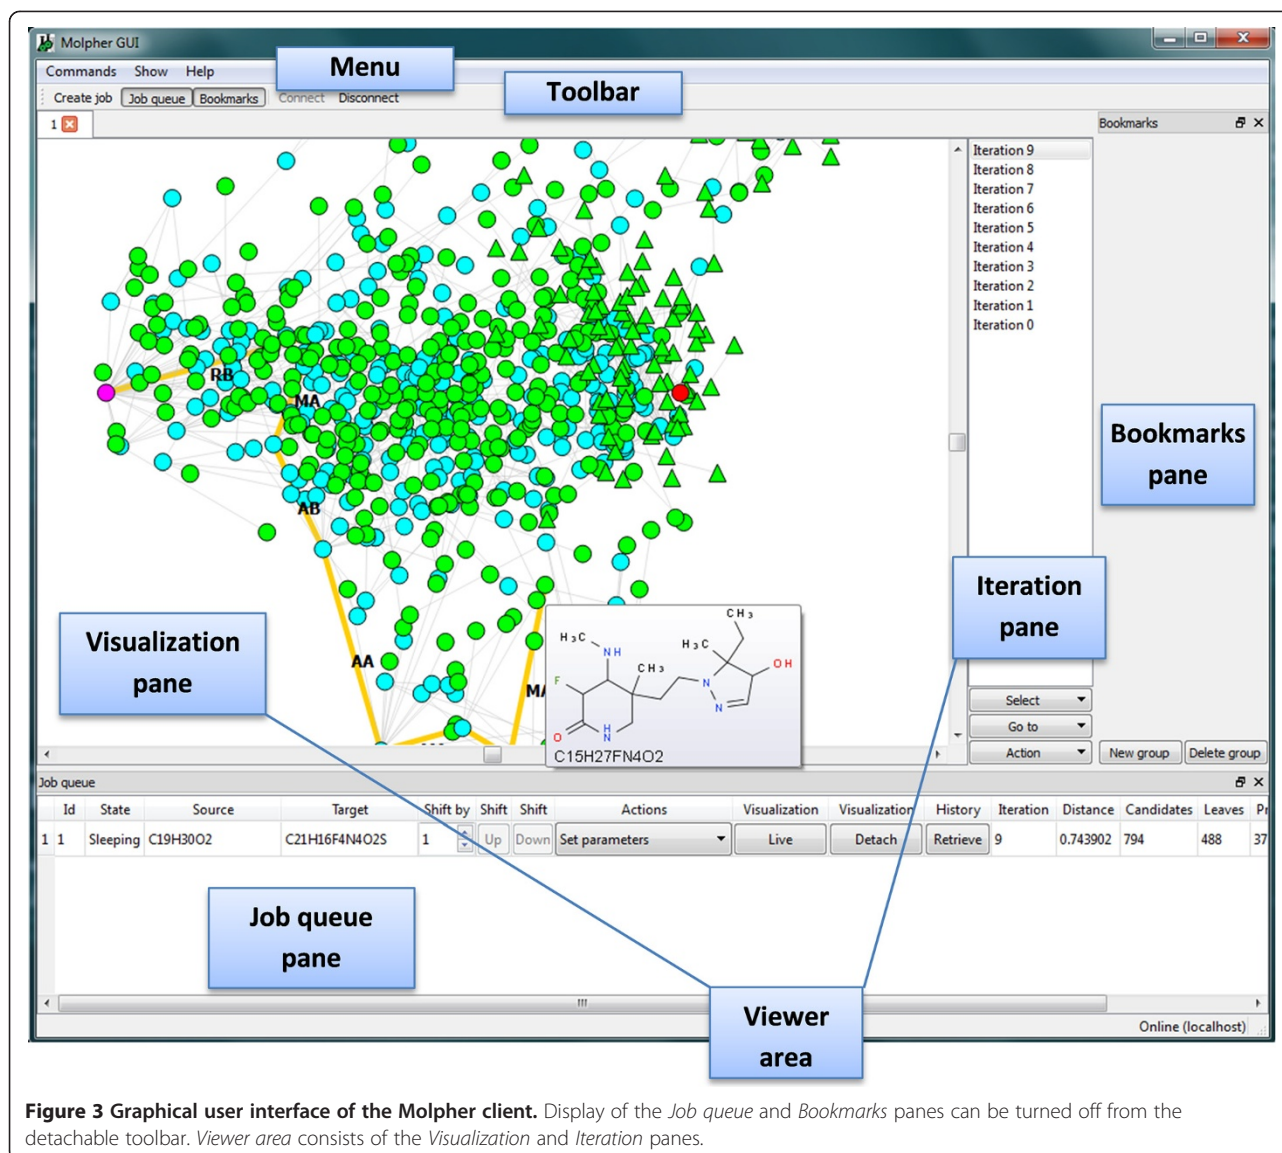 Molpher GUI
Commands Show Help
Menu
Toolbar
Create job Job queue Bookmarks Connect Disconnect
1
Bookmarks
Iteration 9
Iteration 8
Iteration 7
Iteration 6
Iteration 5
Iteration 4
Iteration 3
Iteration 2
Iteration 1
Iteration 0
RB
MA
AB
AA
MA
Bookmarks
pane
Iteration
pane
Visualization
pane
CH3
H3C
NH
H3C
CH3
OH
F
N
N
H
N
O
C15H27FN4O2
Select
Go to
Action
New group Delete group
Job queue
Id State Source Target Shift by Shift Shift Actions Visualization Visualization History Iteration Distance Candidates Leaves Pr
1 1 Sleeping C19H30O2 C21H16F4N4O2S 1 Up Down Set parameters Live Detach Retrieve 9 0.743902 794 488 37
Job queue
pane
Viewer
area
Online (localhost)
Figure 3 Graphical user interface of the Molpher client. Display of the Job queue and Bookmarks panes can be turned off from the
detachable toolbar. Viewer area consists of the Visualization and Iteration panes.